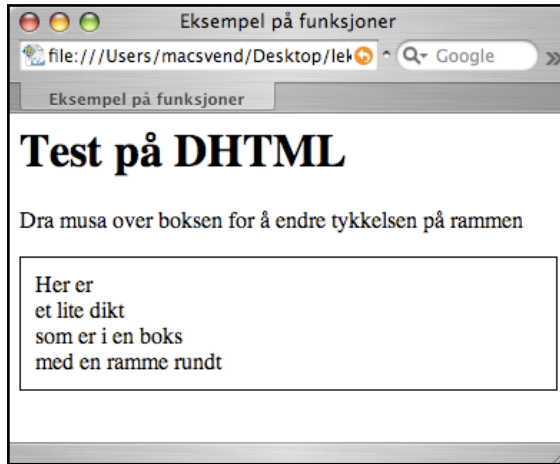 Eksempel på funksjoner
file:///Users/macsvend/Desktop/lek
Google
Eksempel på funksjoner
Test på DHTML
Dra musa over boksen for å endre tykkelsen på rammen
Her er
et lite dikt
som er i en boks
med en ramme rundt